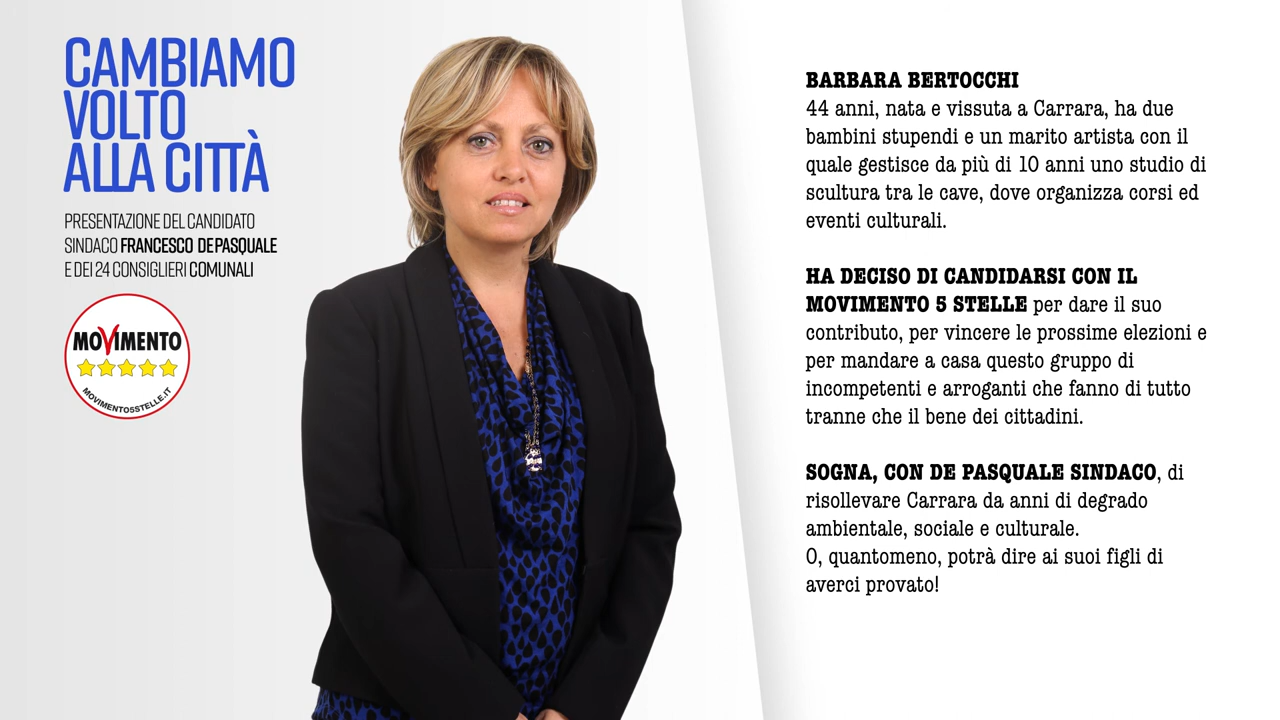 CAMBIAMO
VOLTO
ALLA CITTÀ
PRESENTAZIONE DEL CANDIDATO
SINDACO FRANCESCO DE PASQUALE
E DEI 24 CONSIGLIERI COMUNALI
MOVIMENTO
MOVIMENTO5STELLE.IT
BARBARA BERTOCCHI
44 anni, nata e vissuta a Carrara, ha due
bambini stupendi e un marito artista con il
quale gestisce da più di 10 anni uno studio di
scultura tra le cave, dove organizza corsi ed
eventi culturali.
HA DECISO DI CANDIDARSI CON IL
MOVIMENTO 5 STELLE per dare il suo
contributo, per vincere le prossime elezioni e
per mandare a casa questo gruppo di
incompetenti e arroganti che fanno di tutto
tranne che il bene dei cittadini.
SOGNA, CON DE PASQUALE SINDACO, di
risollevare Carrara da anni di degrado
ambientale, sociale e culturale.
O, quantomeno, potrà dire ai suoi figli di
averci provato!